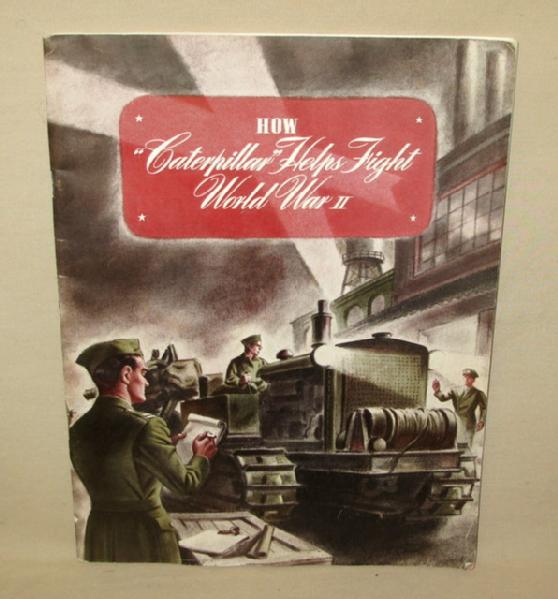 HOW
"Caterpillar" Helps Fight
World War II